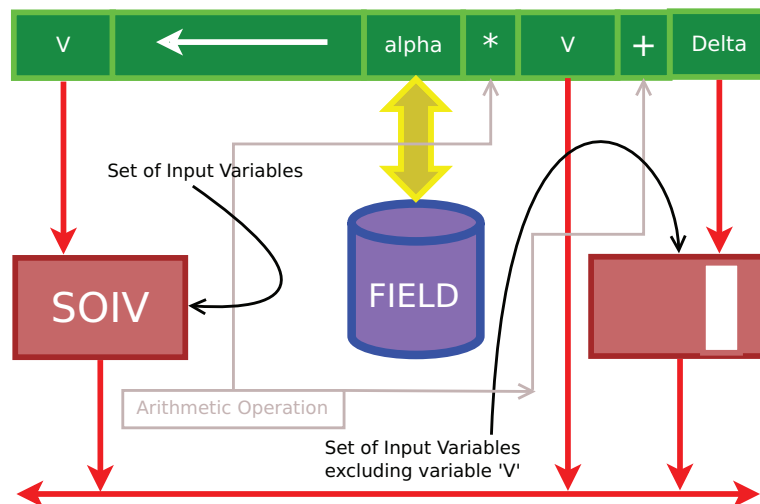 V alpha * V + Delta
Set of Input Variables
SOIV
FIELD
Arithmetic Operation
Set of Input Variables
excluding variable 'V'